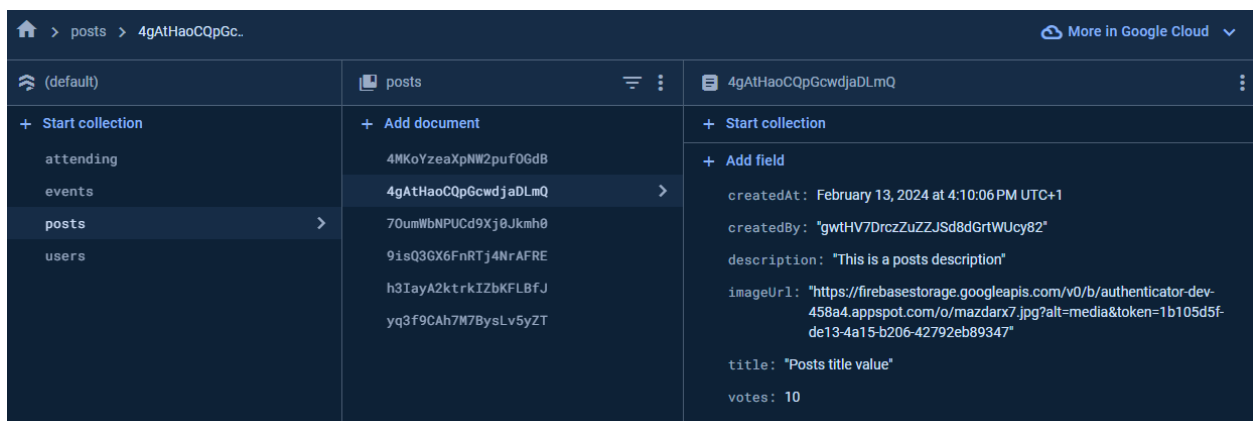 > posts > 4gAtHaoCQpGc..
More in Google Cloud
(default)
posts
4gAtHaoCQpGcwdjaDLmQ
+ Start collection
+ Add document
+ Start collection
attending
events
posts
users
4MKoYzeaXpNW2pufOGdB
4gAtHaoCQpGcwdjaDLmQ
7OumWbNPUCd9Xj0Jkmh0
9isQ3GX6FnRTj4NrAFRE
h3IayA2ktrkIZbKFLBfJ
yq3f9CAh7M7BysLv5yZT
+ Add field
createdAt: February 13, 2024 at 4:10:06 PM UTC+1
createdBy: "gwtHV7DrczZuZZJSd8dGrtWUcy82"
description: "This is a posts description"
imageUrl: "https://firebasestorage.googleapis.com/v0/b/authenticator-dev-
458a4.appspot.com/o/mazdarx7.jpg?alt=media&token=1b105d5f-
de13-4a15-b206-42792eb89347"
title: "Posts title value"
votes: 10